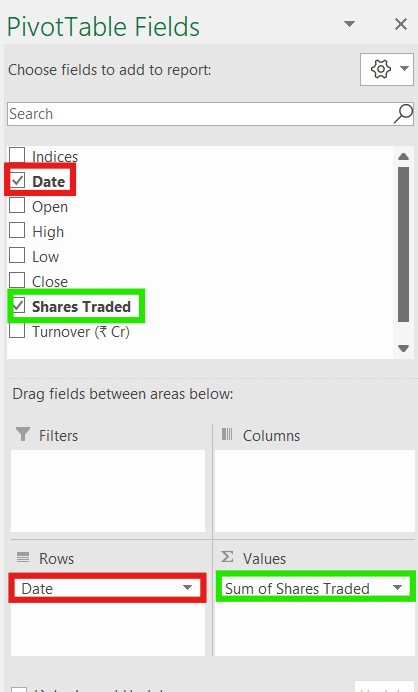 PivotTable Fields
Choose fields to add to report:
Search
Indices
Date
Open
High
Low
Close
Shares Traded
Turnover (₹ Cr)
Drag fields between areas below:
Filters
Columns
Rows
Values
Date
Sum of Shares Traded